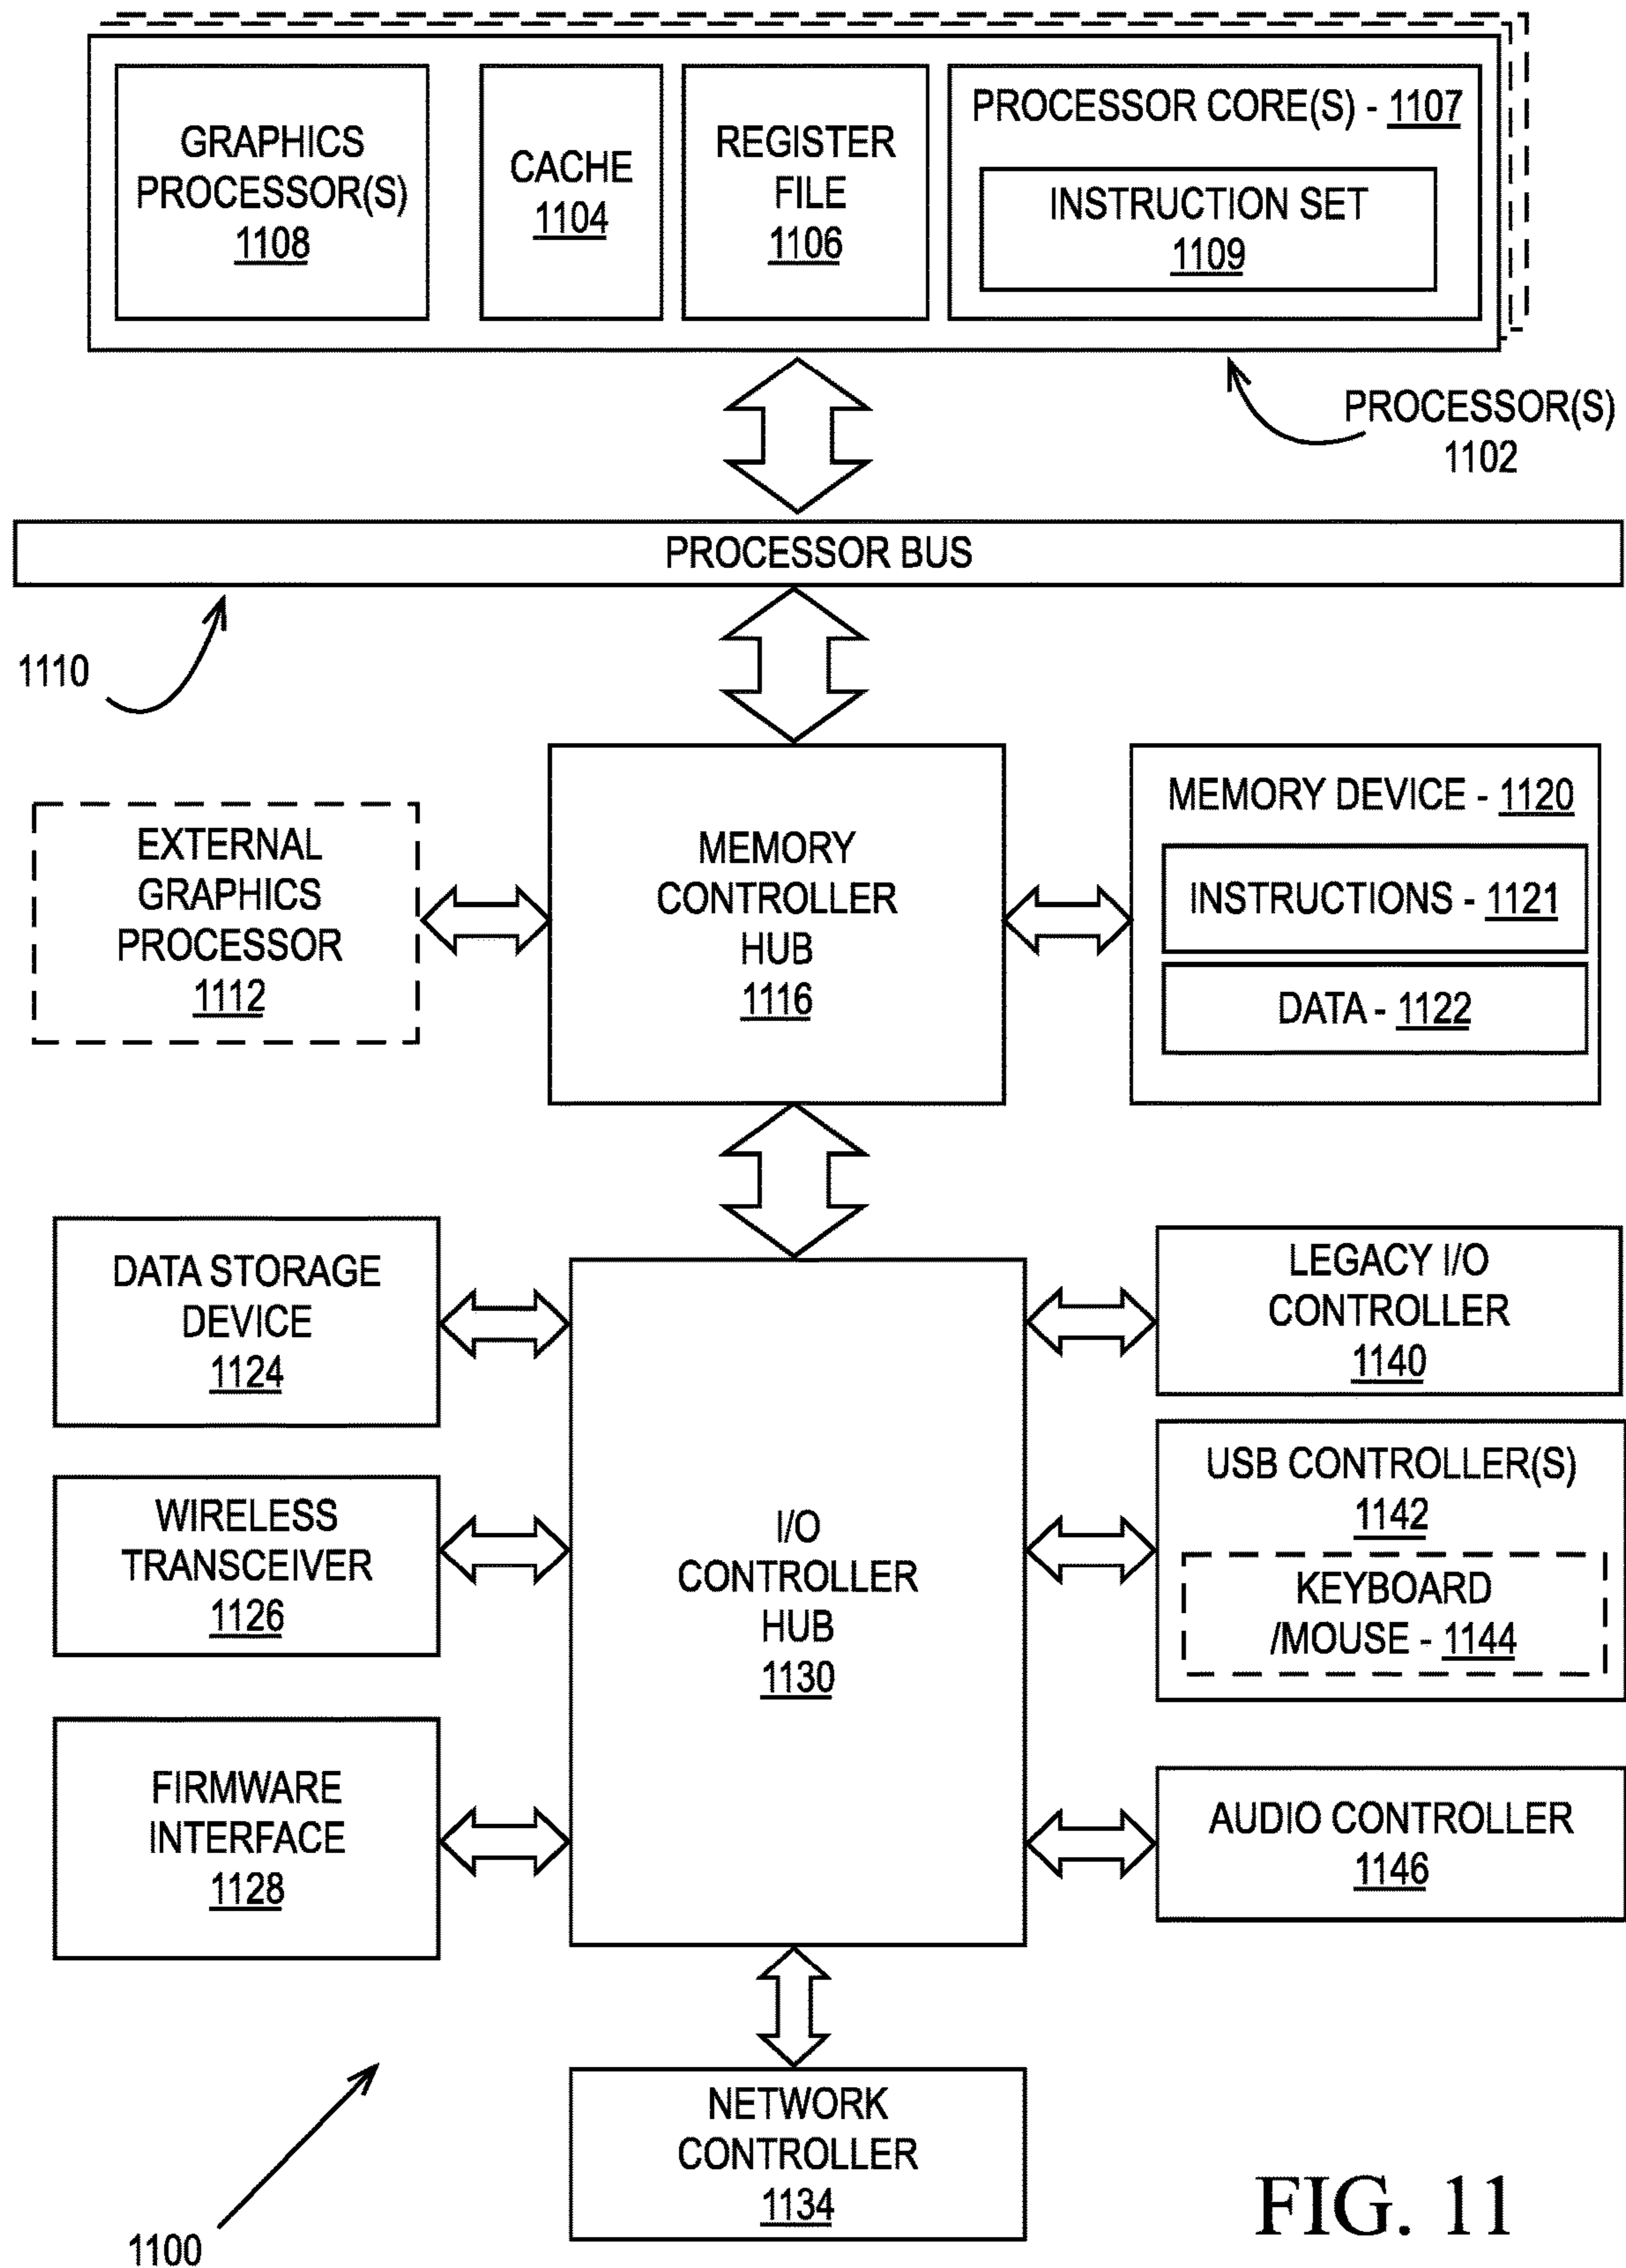 GRAPHICS
PROCESSOR(S)
1108
CACHE
1104
REGISTER
FILE
1106
PROCESSOR CORE(S) - 1107
INSTRUCTION SET
1109
PROCESSOR(S)
1102
PROCESSOR BUS
1110
EXTERNAL
GRAPHICS
PROCESSOR
1112
MEMORY
CONTROLLER
HUB
1116
MEMORY DEVICE - 1120
INSTRUCTIONS - 1121
DATA - 1122
DATA STORAGE
DEVICE
1124
WIRELESS
TRANSCEIVER
1126
FIRMWARE
INTERFACE
1128
I/O
CONTROLLER
HUB
1130
LEGACY I/O
CONTROLLER
1140
USB CONTROLLER(S)
1142
KEYBOARD
/MOUSE - 1144
AUDIO CONTROLLER
1146
NETWORK
CONTROLLER
1134
1100
FIG. 11